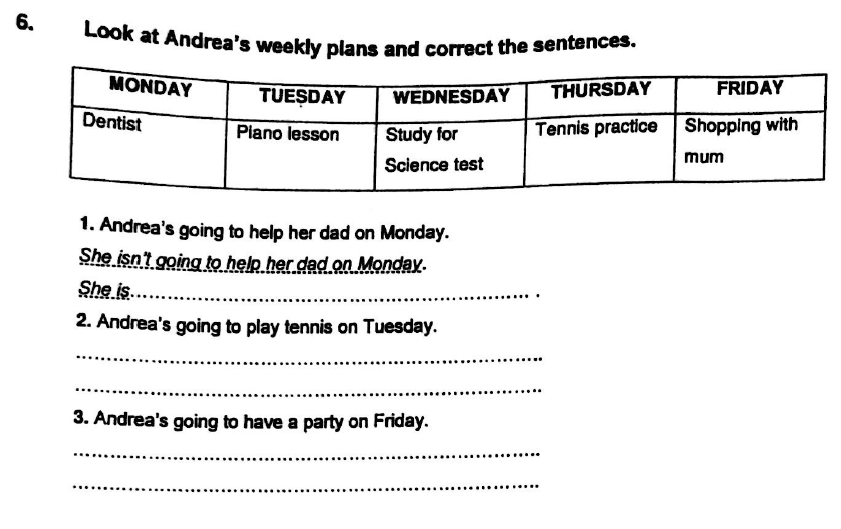 6. Look at Andrea's weekly plans and correct the sentences.
MONDAY TUESDAY WEDNESDAY THURSDAY FRIDAY
Dentist Piano lesson Study for Tennis practice Shopping with
Science test mum
1. Andrea's going to help her dad on Monday.
She isn't going to help her dad on Monday.
She is.............................................................. .
2. Andrea's going to play tennis on Tuesday.
......................................................................
......................................................................
3. Andrea's going to have a party on Friday.
......................................................................
......................................................................